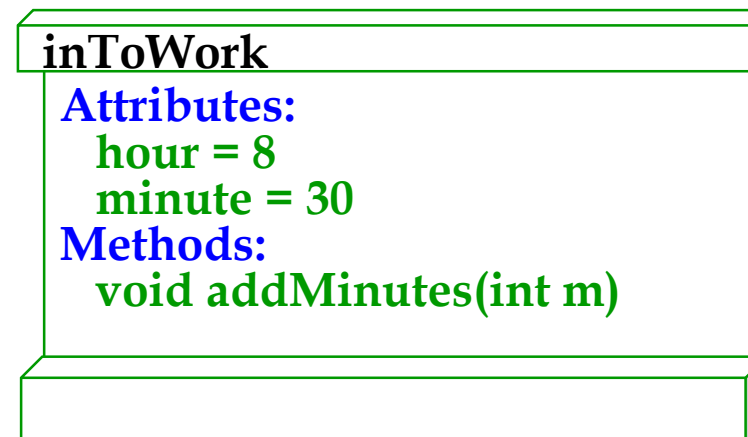 inToWork
Attributes:
hour = 8
minute = 30
Methods:
void addMinutes(int m)